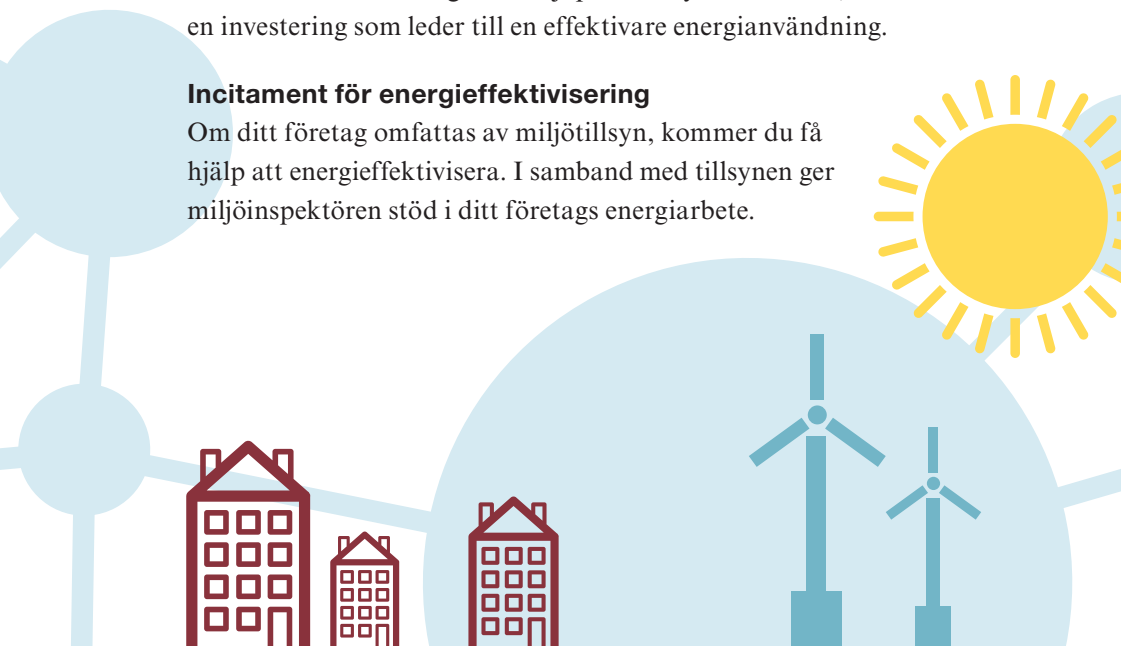 en investering som leder till en effektivare energianvändning.
Incitament för energieffektivisering
Om ditt företag omfattas av miljötillsyn, kommer du få
hjälp att energieffektivisera. I samband med tillsynen ger
miljöinspektören stöd i ditt företags energiarbete.